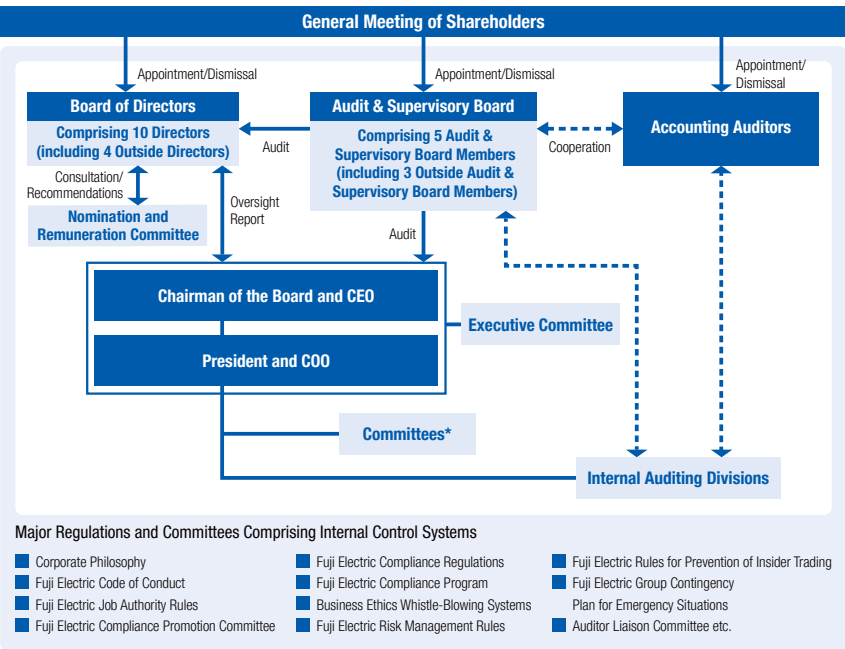 General Meeting of Shareholders
Appointment/Dismissal
Appointment/Dismissal
Appointment/
Dismissal
Board of Directors
Comprising 10 Directors
(including 4 Outside Directors)
Audit
Audit & Supervisory Board
Comprising 5 Audit &
Supervisory Board Members
(including 3 Outside Audit &
Supervisory Board Members)
Cooperation
Accounting Auditors
Consultation/
Recommendations
Nomination and
Remuneration Committee
Oversight
Report
Audit
Chairman of the Board and CEO
Executive Committee
President and COO
Committees*
Internal Auditing Divisions
Major Regulations and Committees Comprising Internal Control Systems
Corporate Philosophy
Fuji Electric Code of Conduct
Fuji Electric Job Authority Rules
Fuji Electric Compliance Promotion Committee
Fuji Electric Compliance Regulations
Fuji Electric Compliance Program
Business Ethics Whistle-Blowing Systems
Fuji Electric Risk Management Rules
Fuji Electric Rules for Prevention of Insider Trading
Fuji Electric Group Contingency
Plan for Emergency Situations
Auditor Liaison Committee etc.